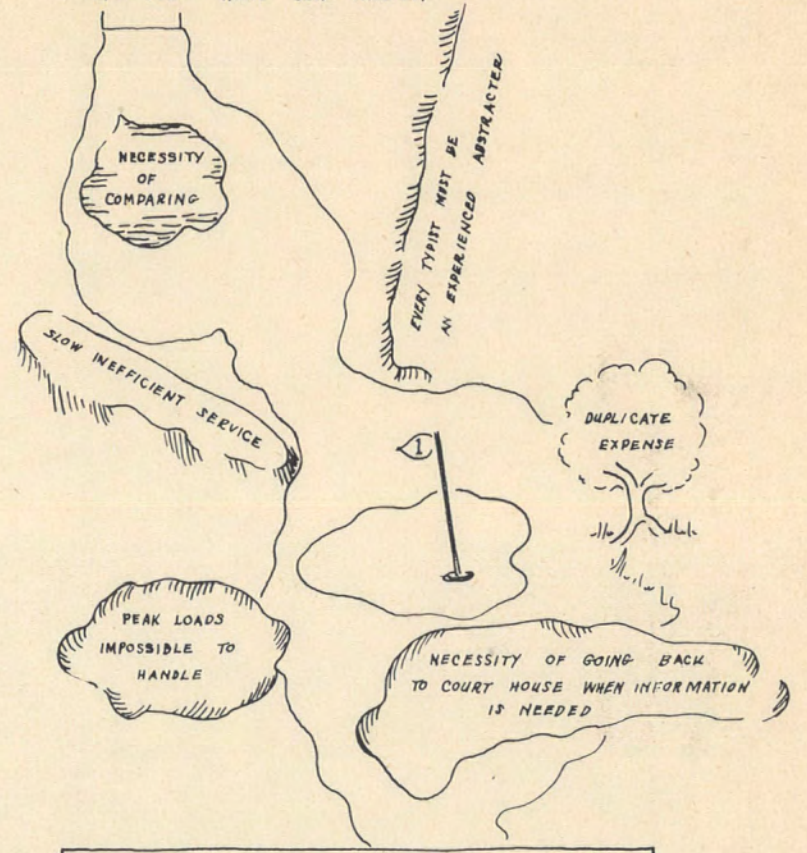 NECESSITY
OF
COMPARING
EVERY TYPIST MUST BE
AN EXPERIENCED ABSTRACTER
SLOW INEFFICIENT SERVICE
DUPLICATE
EXPENSE
1
PEAK LOADS
IMPOSSIBLE TO
HANDLE
NECESSITY OF GOING BACK
TO COURT HOUSE WHEN INFORMATION
IS NEEDED